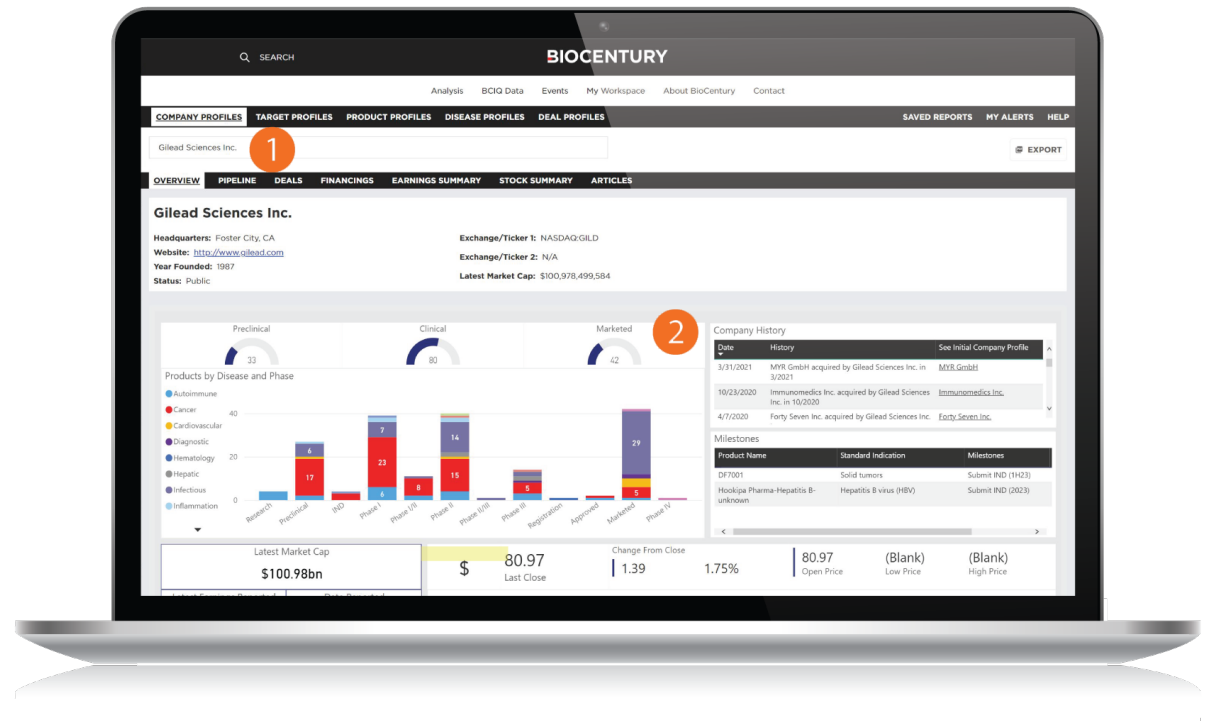 SEARCH
BIOCENTURY
Analysis BCIQ Data Events My Workspace About BioCentury Contact
COMPANY PROFILES TARGET PROFILES PRODUCT PROFILES DISEASE PROFILES DEAL PROFILES SAVED REPORTS MY ALERTS HELP
Gilead Sciences Inc. 1 EXPORT
OVERVIEW PIPELINE DEALS FINANCINGS EARNINGS SUMMARY STOCK SUMMARY ARTICLES
Gilead Sciences Inc.
Headquarters: Foster City, CA
Website: http://www.gilead.com
Year Founded: 1987
Status: Public
Exchange/Ticker 1: NASDAQ:GILD
Exchange/Ticker 2: N/A
Latest Market Cap: $100,978,499,584
Preclinical Clinical Marketed 2
33 80 42
Products by Disease and Phase
Autoimmune
Cancer
Cardiovascular
Diagnostic
Hematology
Hepatic
Infectious
Inflammation
40
20
0
6
17
7
23
6
8
14
15
5
29
5
Research Preclinical IND Phase I Phase I/II Phase II Phase II/III Phase III Registration Approved Marketed Phase IV
Company History
Date History See Initial Company Profile
3/31/2021 MYR GmbH acquired by Gilead Sciences Inc. in MYR GmbH
3/2021
10/23/2020 Immunomedics Inc. acquired by Gilead Sciences Immunomedics Inc.
Inc. in 10/2020
4/7/2020 Forty Seven Inc. acquired by Gilead Sciences Inc. Forty Seven Inc.
Milestones
Product Name Standard Indication Milestones
DF7001 Solid tumors Submit IND (1H23)
Hookipa Pharma-Hepatitis B- Hepatitis B virus (HBV) Submit IND (2023)
unknown
Latest Market Cap
$100.98bn
$ 80.97
Last Close
Change From Close
1.39 1.75%
80.97 (Blank) (Blank)
Open Price Low Price High Price
Latest Earnings Reported Date Reported